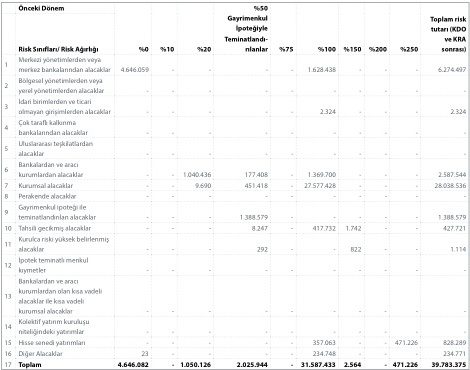 Önceki Dönem
%50
Gayrimenkul
İpoteğiyle
Teminatlandı-
rılanlar
Toplam risk
tutarı (KDO
ve KRA
sonrası)
Risk Sınıfları/ Risk Ağırlığı %0 %10 %20 %75 %100 %150 %200 %250
1 Merkezi yönetimlerden veya
merkez bankalarından alacaklar 4.646.059 - - - - 1.628.438 - - - 6.274.497
2 Bölgesel yönetimlerden veya
yerel yönetimlerden alacaklar - - - - - - - - - -
3 İdari birimlerden ve ticari
olmayan girişimlerden alacaklar - - - - - 2.324 - - - 2.324
4 Çok taraflı kalkınma
bankalarından alacaklar - - - - - - - - - -
5 Uluslararası teşkilatlardan
alacaklar - - - - - - - - - -
6 Bankalardan ve aracı
kurumlardan alacaklar - - 1.040.436 177.408 - 1.369.700 - - - 2.587.544
7 Kurumsal alacaklar - - 9.690 451.418 - 27.577.428 - - - 28.038.536
8 Perakende alacaklar - - - - - - - - - -
9 Gayrimenkul ipoteği ile
teminatlandırılan alacaklar - - - 1.388.579 - - - - - 1.388.579
10 Tahsili gecikmiş alacaklar - - - 8.247 - 417.732 1.742 - - 427.721
11 Kurulca riski yüksek belirlenmiş
alacaklar - - - 292 - - 822 - - 1.114
12 İpotek teminatlı menkul
kıymetler - - - - - - - - - -
13 Bankalardan ve aracı
kurumlardan olan kısa vadeli
alacaklar ile kısa vadeli
kurumsal alacaklar - - - - - - - - - -
14 Kolektif yatırım kuruluşu
niteliğindeki yatırımlar - - - - - - - - - -
15 Hisse senedi yatırımları - - - - - 357.063 - - 471.226 828.289
16 Diğer Alacaklar 23 - - - - 234.748 - - - 234.771
17 Toplam 4.646.082 - 1.050.126 2.025.944 - 31.587.433 2.564 - 471.226 39.783.375